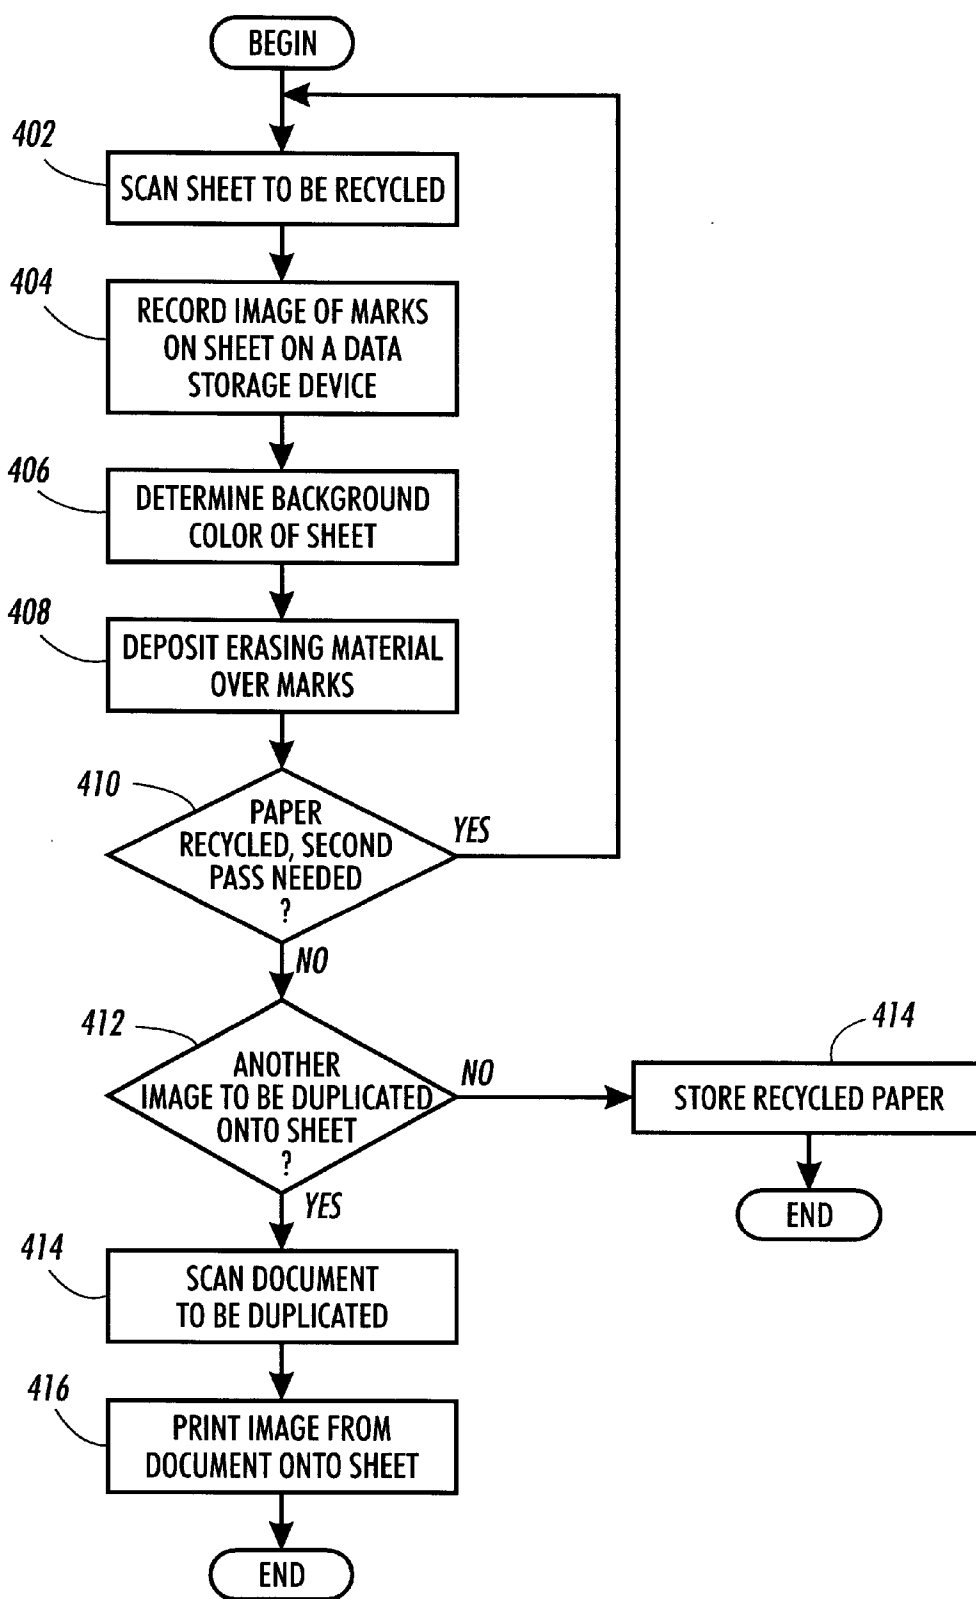 BEGIN
402
SCAN SHEET TO BE RECYCLED
404
RECORD IMAGE OF MARKS
ON SHEET ON A DATA
STORAGE DEVICE
406
DETERMINE BACKGROUND
COLOR OF SHEET
408
DEPOSIT ERASING MATERIAL
OVER MARKS
410
PAPER
RECYCLED, SECOND
PASS NEEDED
?
YES
NO
412
ANOTHER
IMAGE TO BE DUPLICATED
ONTO SHEET
?
NO
414
STORE RECYCLED PAPER
END
YES
414
SCAN DOCUMENT
TO BE DUPLICATED
416
PRINT IMAGE FROM
DOCUMENT ONTO SHEET
END